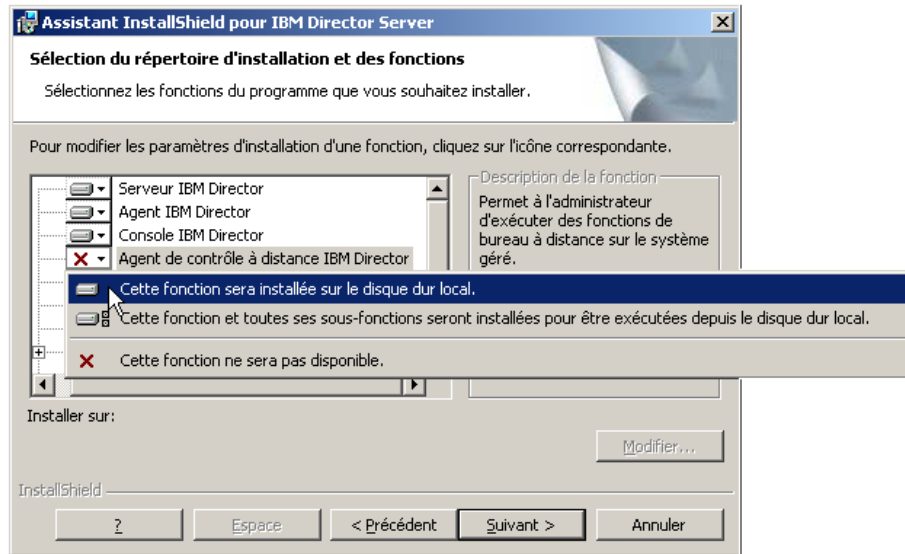 Assistant InstallShield pour IBM Director Server
Sélection du répertoire d'installation et des fonctions
Sélectionnez les fonctions du programme que vous souhaitez installer.
Pour modifier les paramètres d'installation d'une fonction, cliquez sur l'icône correspondante.
Serveur IBM Director
Agent IBM Director
Console IBM Director
Agent de contrôle à distance IBM Director
Description de la fonction
Permet à l'administrateur
d'exécuter des fonctions de
bureau à distance sur le système
géré.
Cette fonction sera installée sur le disque dur local.
Cette fonction et toutes ses sous-fonctions seront installées pour être exécutées depuis le disque dur local.
Cette fonction ne sera pas disponible.
Installer sur:
Modifier...
InstallShield
?
Espace
< Précédent
Suivant >
Annuler